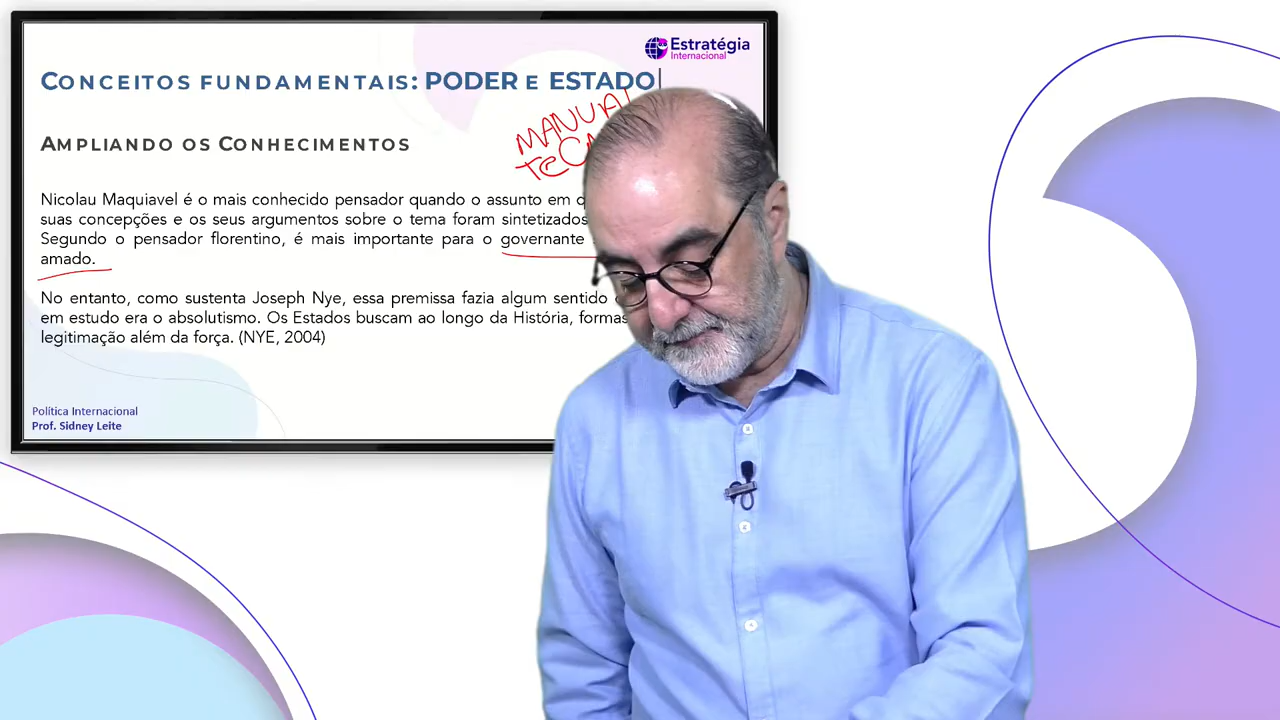 Estratégia
Internacional
CONCEITOS FUNDAMENTAIS: PODER E ESTADO
MANUAL
AMPLIANDO OS CONHECIMENTOS
Nicolau Maquiavel é o mais conhecido pensador quando o assunto em
suas concepções e os seus argumentos sobre o tema foram sintetizados
Segundo o pensador florentino, é mais importante para o governante
amado.
No entanto, como sustenta Joseph Nye, essa premissa fazia algum sentido
em estudo era o absolutismo. Os Estados buscam ao longo da História, formas
legitimação além da força. (NYE, 2004)
Política Internacional
Prof. Sidney Leite